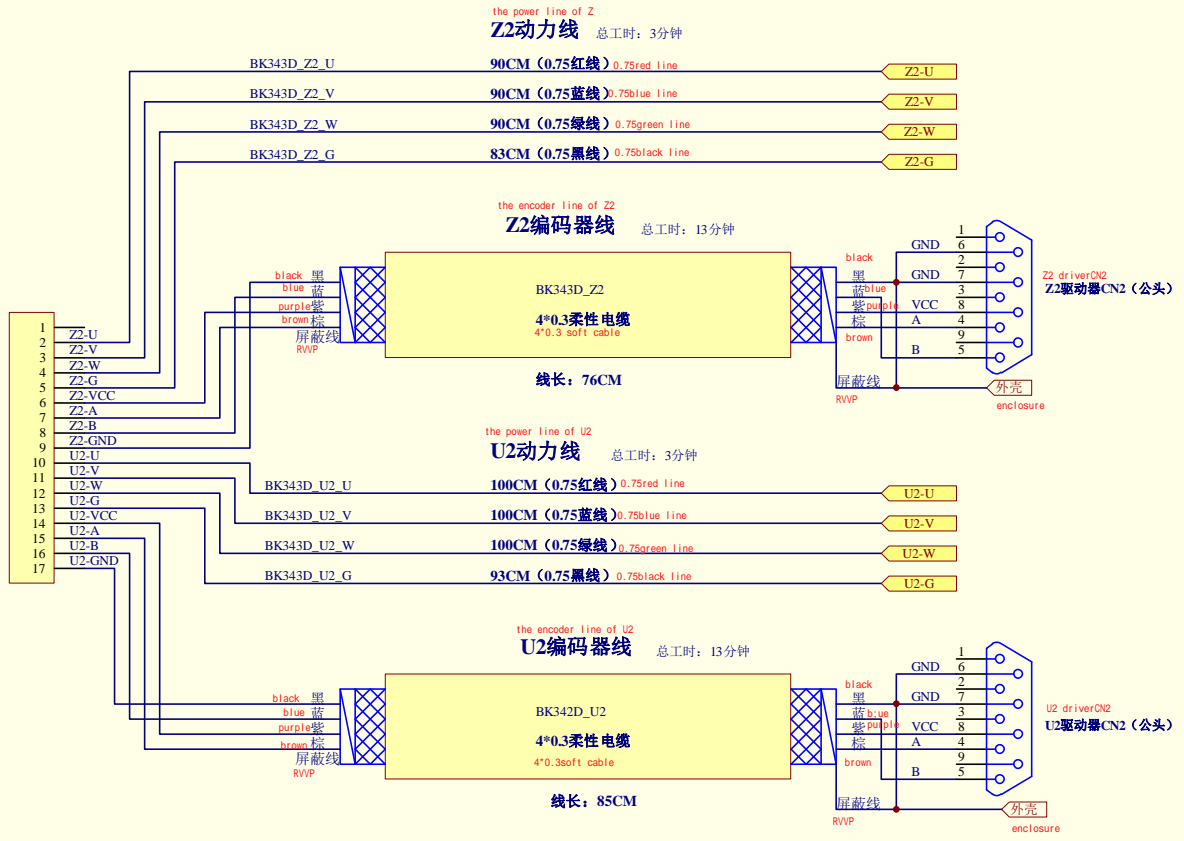 the power line of Z
Z2动力线 总工时：3分钟
BK343D_Z2_U 90CM（0.75红线）0.75red line Z2-U
BK343D_Z2_V 90CM（0.75蓝线）0.75blue line Z2-V
BK343D_Z2_W 90CM（0.75绿线）0.75green line Z2-W
BK343D_Z2_G 83CM（0.75黑线）0.75black line Z2-G
the encoder line of Z2
Z2编码器线 总工时：13分钟
black 黑
blue 蓝
purple 紫
brown 棕
屏蔽线
RVVP
BK343D_Z2
4*0.3柔性电缆
4*0.3 soft cable
线长：76CM
black
黑
蓝 blue
紫 purple
棕
brown
屏蔽线
RVVP
GND
GND
VCC
A
B
1
6
2
7
3
8
4
9
5
Z2 driverCN2
Z2驱动器CN2（公头）
外壳
enclosure
1
2 Z2-U
3 Z2-V
4 Z2-W
5 Z2-G
6 Z2-VCC
7 Z2-A
8 Z2-B
9 Z2-GND
10 U2-U
11 U2-V
12 U2-W
13 U2-G
14 U2-VCC
15 U2-A
16 U2-B
17 U2-GND
the power line of U2
U2动力线 总工时：3分钟
BK343D_U2_U 100CM（0.75红线）0.75red line U2-U
BK343D_U2_V 100CM（0.75蓝线）0.75blue line U2-V
BK343D_U2_W 100CM（0.75绿线）0.75green line U2-W
BK343D_U2_G 93CM（0.75黑线）0.75black line U2-G
the encoder line of U2
U2编码器线 总工时：13分钟
black 黑
blue 蓝
purple 紫
brown 棕
屏蔽线
RVVP
BK342D_U2
4*0.3柔性电缆
4*0.3soft cable
线长：85CM
black
黑
蓝 blue
紫 purple
棕
brown
屏蔽线
RVVP
GND
GND
VCC
A
B
1
6
2
7
3
8
4
9
5
U2 driverCN2
U2驱动器CN2（公头）
外壳
enclosure